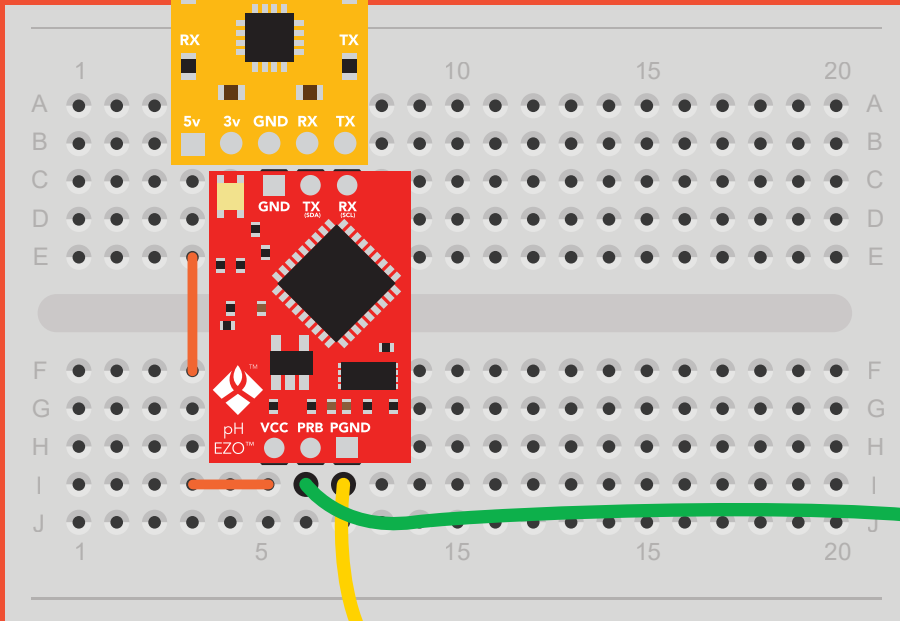 RX TX
1 10 15 20
A A
5v 3v GND RX TX
B B
C C
GND TX RX
(SDA) (SCL)
D D
E E
F F
TM
G G
VCC PRB PGND
pH
H H
EZO™
I I
J J
1 5 15 15 20